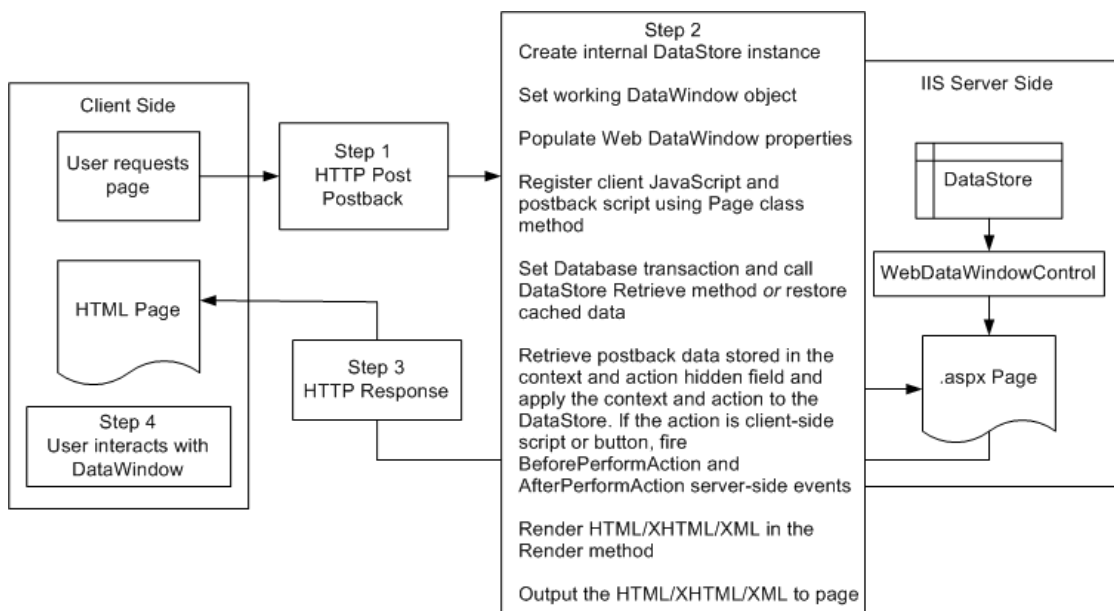 Client Side
User requests
page
HTML Page
Step 4
User interacts with
DataWindow
Step 1
HTTP Post
Postback
Step 3
HTTP Response
Step 2
Create internal DataStore instance
Set working DataWindow object
Populate Web DataWindow properties
Register client JavaScript and
postback script using Page class
method
Set Database transaction and call
DataStore Retrieve method or restore
cached data
Retrieve postback data stored in the
context and action hidden field and
apply the context and action to the
DataStore. If the action is client-side
script or button, fire
BeforePerformAction and
AfterPerformAction server-side events
Render HTML/XHTML/XML in the
Render method
Output the HTML/XHTML/XML to page
IIS Server Side
DataStore
WebDataWindowControl
.aspx Page